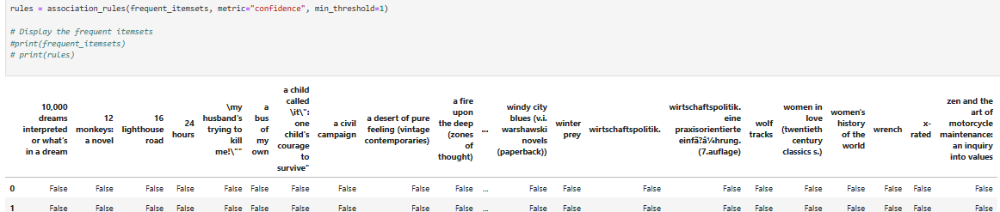 rules = association_rules(frequent_itemsets, metric="confidence", min_threshold=1)
# Display the frequent itemsets
#print(frequent_itemsets)
# print(rules)
10,000 dreams interpreted or what's in a dream
12 monkeys: a novel
16 lighthouse road
24 hours
\my husband's trying to kill me!\""
a bus of my own
a child called \it\": one child's courage to survive"
a civil campaign
a desert of pure feeling (vintage contemporaries)
a fire upon the deep (zones of thought)
...
windy city blues (v.i. warshawski novels (paperback))
winter prey
wirtschaftspolitik.
wirtschaftspolitik. eine praxisorientierte einfã?â¼hrung. (7.auflage)
wolf tracks
women in love (twentieth century classics s.)
women's history of the world
wrench
x-rated
zen and the art of motorcycle maintenance: an inquiry into values
0 False False False False False False False False False False ... False False False False False False False False False False
1 False False False False False False False False False False ... False False False False False False False False False False